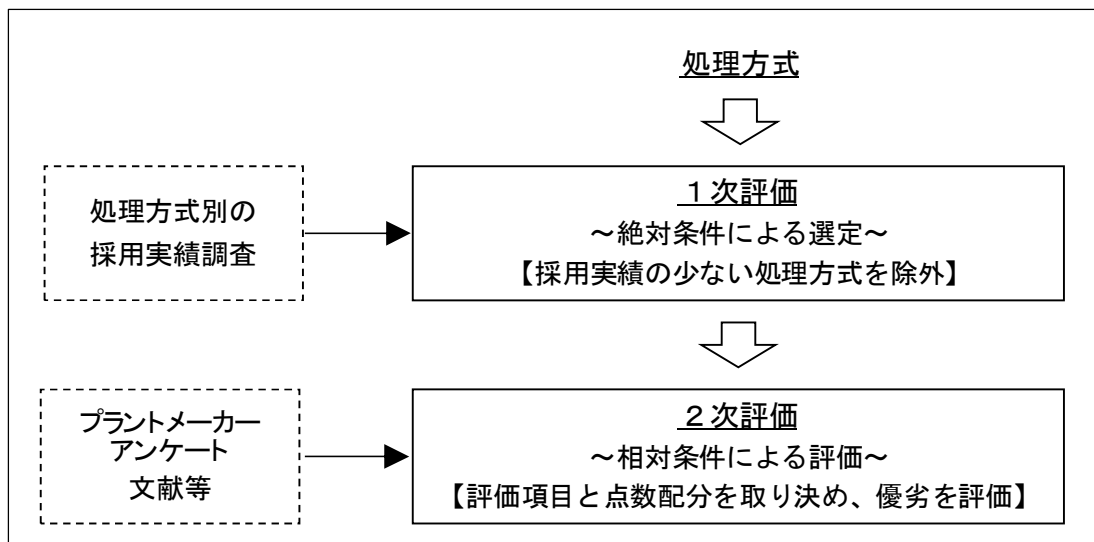 処理方式
処理方式別の
採用実績調査
１次評価
～絶対条件による選定～
【採用実績の少ない処理方式を除外】
プラントメーカー
アンケート
文献等
２次評価
～相対条件による評価～
【評価項目と点数配分を取り決め、優劣を評価】